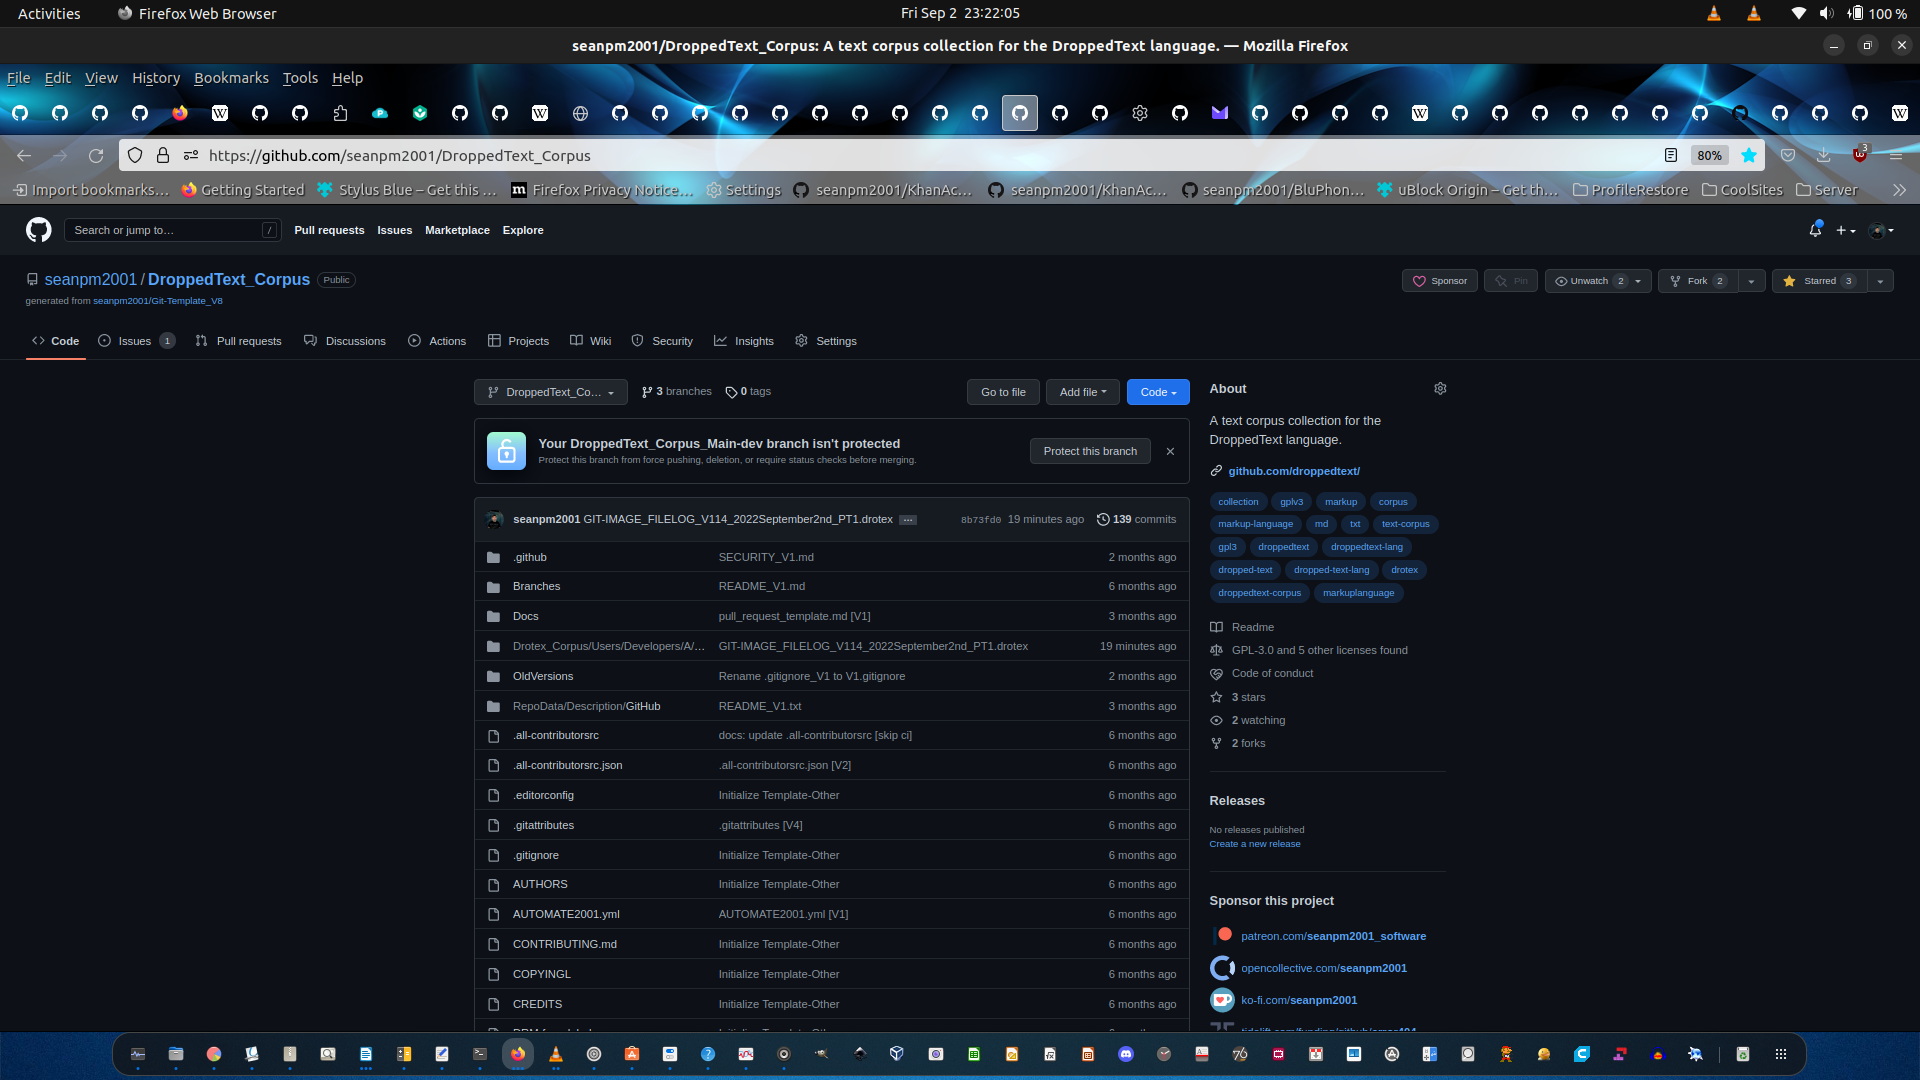 Activities
Firefox Web Browser
Fri Sep 2 23:22:05
100 %
seanpm2001/DroppedText_Corpus: A text corpus collection for the DroppedText language. — Mozilla Firefox
File Edit View History Bookmarks Tools Help
https://github.com/seanpm2001/DroppedText_Corpus
80%
3
Import bookmarks…
Getting Started
Stylus Blue – Get this …
Firefox Privacy Notice…
Settings
seanpm2001/KhanAc…
seanpm2001/KhanAc…
seanpm2001/BluPhon…
uBlock Origin – Get th…
ProfileRestore
CoolSites
Server
Search or jump to…
/
Pull requests
Issues
Marketplace
Explore
seanpm2001 / DroppedText_Corpus
Public
generated from seanpm2001/Git-Template_V8
Sponsor
Pin
Unwatch 2
Fork 2
Starred 3
Code
Issues 1
Pull requests
Discussions
Actions
Projects
Wiki
Security
Insights
Settings
DroppedText_Co…
3 branches
0 tags
Go to file
Add file
Code
Your DroppedText_Corpus_Main-dev branch isn't protected
Protect this branch from force pushing, deletion, or require status checks before merging.
Protect this branch
seanpm2001 GIT-IMAGE_FILELOG_V114_2022September2nd_PT1.drotex …
8b73fd0 19 minutes ago
139 commits
.github SECURITY_V1.md 2 months ago
Branches README_V1.md 6 months ago
Docs pull_request_template.md [V1] 3 months ago
Drotex_Corpus/Users/Developers/A/… GIT-IMAGE_FILELOG_V114_2022September2nd_PT1.drotex 19 minutes ago
OldVersions Rename .gitignore_V1 to V1.gitignore 2 months ago
RepoData/Description/GitHub README_V1.txt 3 months ago
.all-contributorsrc docs: update .all-contributorsrc [skip ci] 6 months ago
.all-contributorsrc.json .all-contributorsrc.json [V2] 6 months ago
.editorconfig Initialize Template-Other 6 months ago
.gitattributes .gitattributes [V4] 6 months ago
.gitignore Initialize Template-Other 6 months ago
AUTHORS Initialize Template-Other 6 months ago
AUTOMATE2001.yml AUTOMATE2001.yml [V1] 6 months ago
CONTRIBUTING.md Initialize Template-Other 6 months ago
COPYINGL Initialize Template-Other 6 months ago
CREDITS Initialize Template-Other 6 months ago
About
A text corpus collection for the
DroppedText language.
github.com/droppedtext/
collection gplv3 markup corpus
markup-language md txt text-corpus
gpl3 droppedtext droppedtext-lang
dropped-text dropped-text-lang drotex
droppedtext-corpus markuplanguage
Readme
GPL-3.0 and 5 other licenses found
Code of conduct
3 stars
2 watching
2 forks
Releases
No releases published
Create a new release
Sponsor this project
patreon.com/seanpm2001_software
opencollective.com/seanpm2001
ko-fi.com/seanpm2001